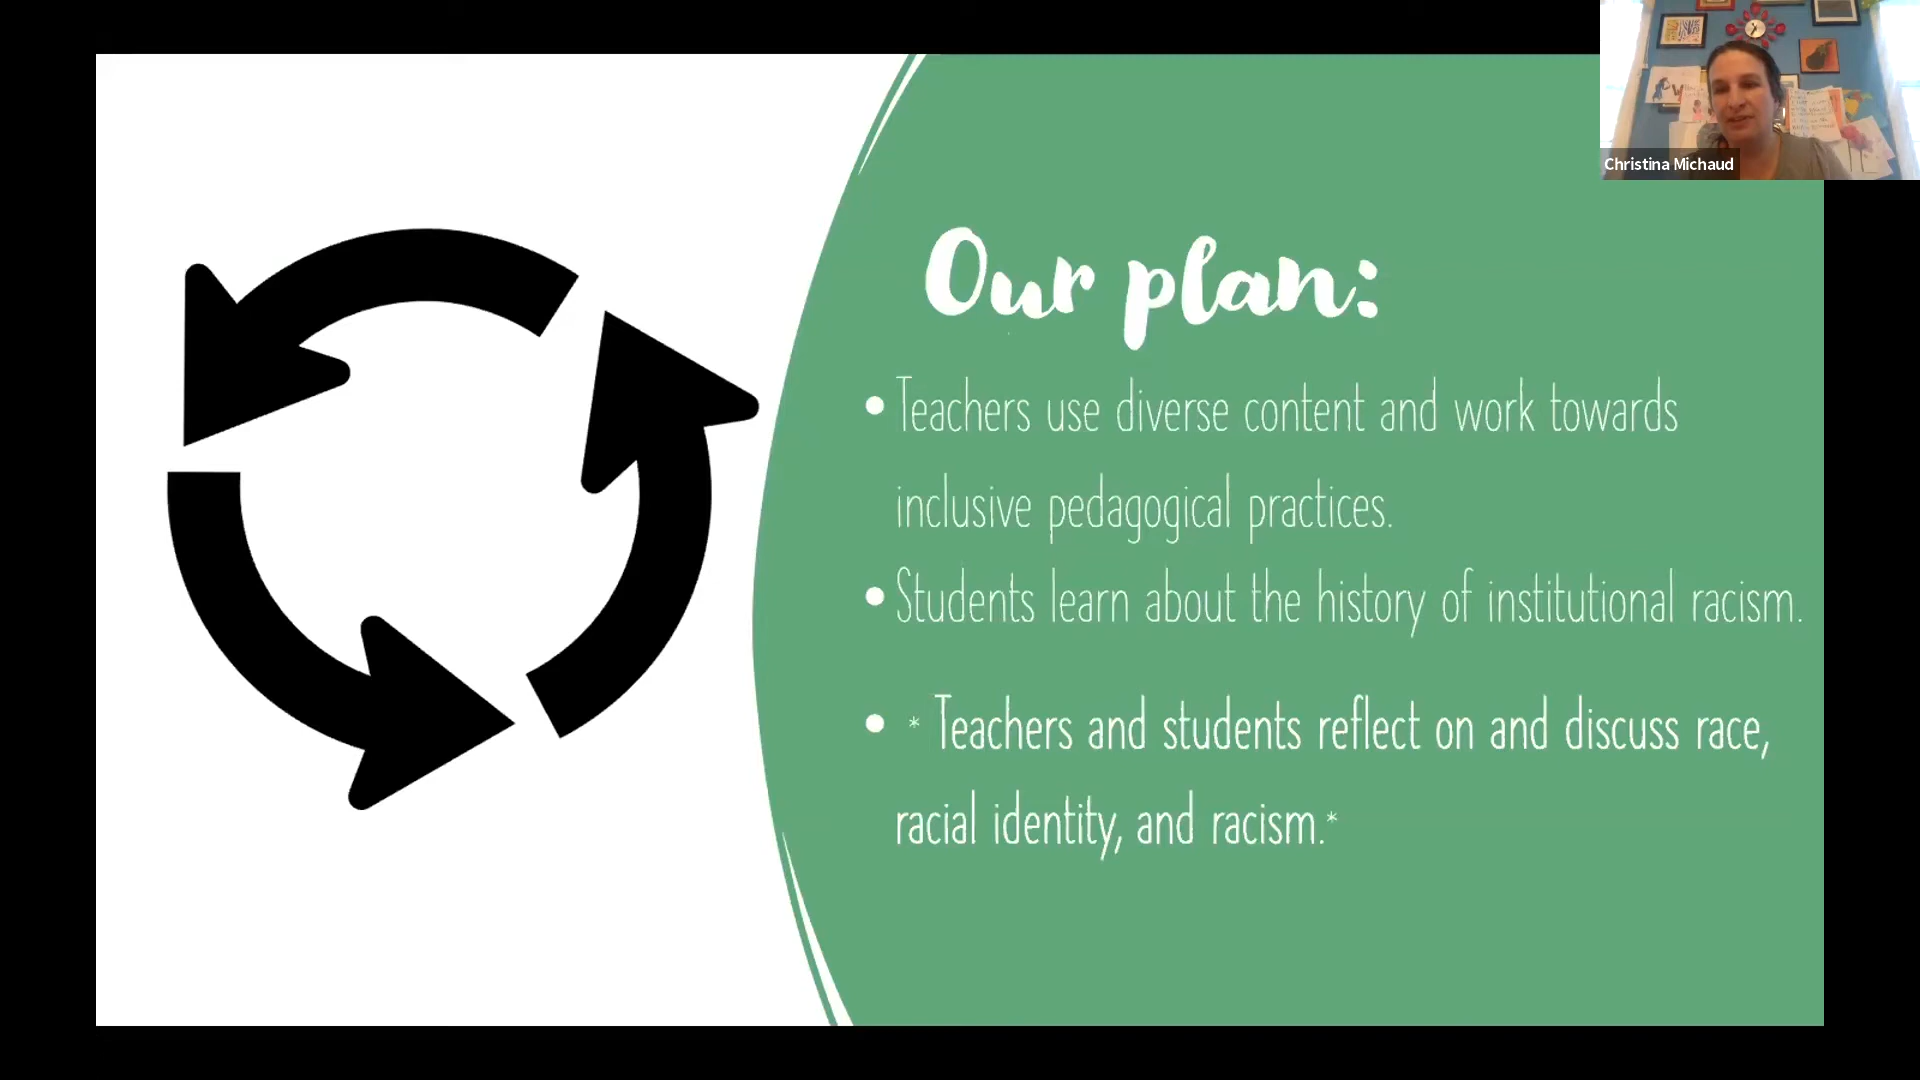 Christina Michaud
Our plan:
• Teachers use diverse content and work towards
inclusive pedagogical practices.
• Students learn about the history of institutional racism.
• * Teachers and students reflect on and discuss race,
racial identity, and racism.*